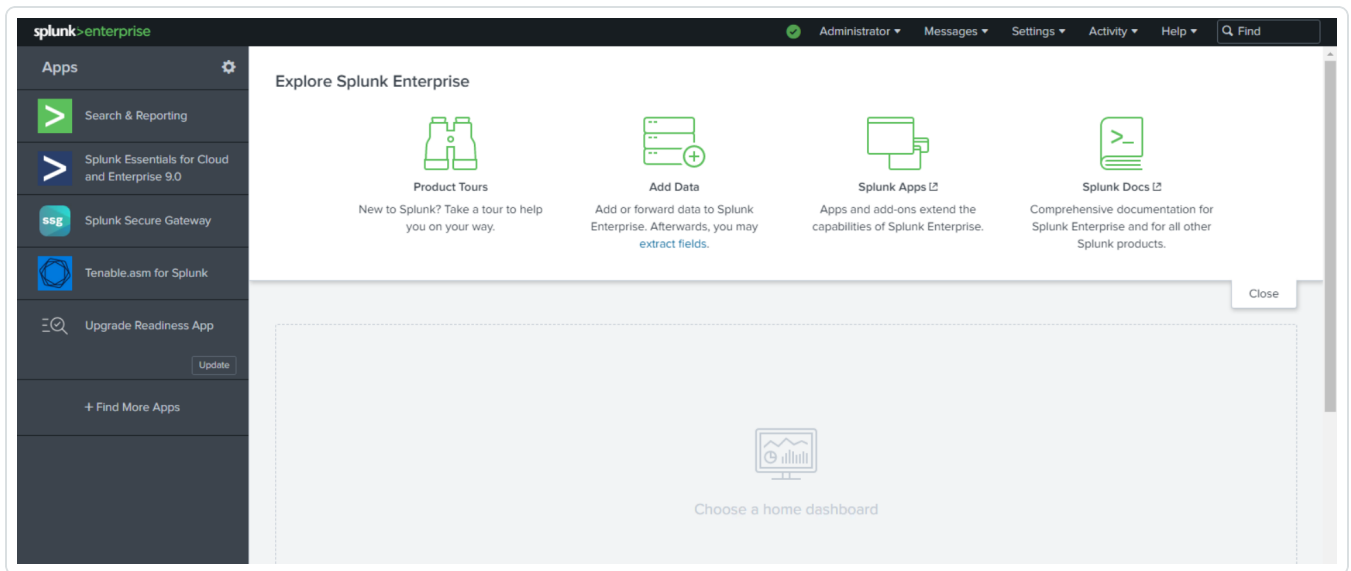 splunk>enterprise
Administrator
Messages
Settings
Activity
Help
Find
Apps
Search & Reporting
Splunk Essentials for Cloud
and Enterprise 9.0
ssg
Splunk Secure Gateway
Tenable.asm for Splunk
Upgrade Readiness App
Update
+ Find More Apps
Explore Splunk Enterprise
Product Tours
New to Splunk? Take a tour to help
you on your way.
Add Data
Add or forward data to Splunk
Enterprise. Afterwards, you may
extract fields.
Splunk Apps
Apps and add-ons extend the
capabilities of Splunk Enterprise.
Splunk Docs
Comprehensive documentation for
Splunk Enterprise and for all other
Splunk products.
Close
Choose a home dashboard